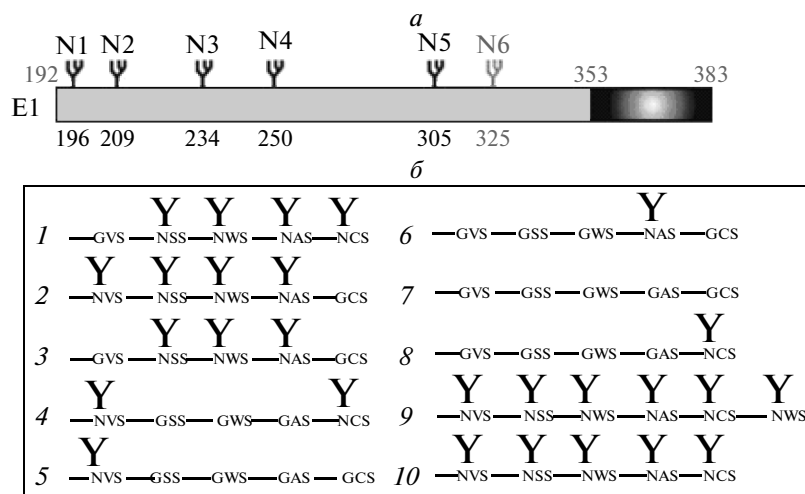 а
N1 N2 N3 N4 N5 N6
192 353 383
E1
196 209 234 250 305 325
б
1 Y Y Y Y
GVS NSS NWS NAS NCS
2 Y Y Y Y
NVS NSS NWS NAS GCS
3 Y Y Y
GVS NSS NWS NAS GCS
4 Y Y
NVS GSS GWS GAS NCS
5 Y
NVS GSS GWS GAS GCS
6 Y
GVS GSS GWS NAS GCS
7 GVS GSS GWS GAS GCS
8 Y
GVS GSS GWS GAS NCS
9 Y Y Y Y Y Y
NVS NSS NWS NAS NCS NWS
10 Y Y Y Y Y
NVS NSS NWS NAS NCS